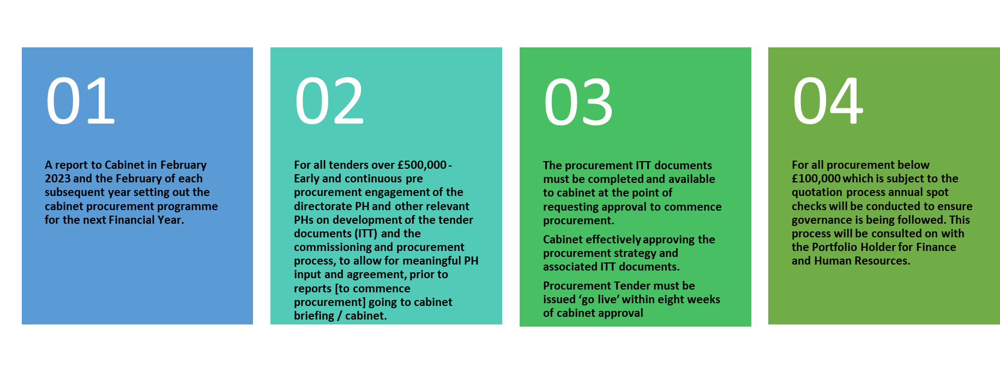 01
A report to Cabinet in February
2023 and the February of each
subsequent year setting out the
cabinet procurement programme
for the next Financial Year.
02
For all tenders over £500,000 -
Early and continuous pre
procurement engagement of the
directorate PH and other relevant
PHs on development of the tender
documents (ITT) and the
commissioning and procurement
process, to allow for meaningful PH
input and agreement, prior to
reports [to commence
procurement] going to cabinet
briefing / cabinet.
03
The procurement ITT documents
must be completed and available
to cabinet at the point of
requesting approval to commence
procurement.
Cabinet effectively approving the
procurement strategy and
associated ITT documents.
Procurement Tender must be
issued ‘go live’ within eight weeks
of cabinet approval
04
For all procurement below
£100,000 which is subject to the
quotation process annual spot
checks will be conducted to ensure
governance is being followed. This
process will be consulted on with
the Portfolio Holder for Finance
and Human Resources.